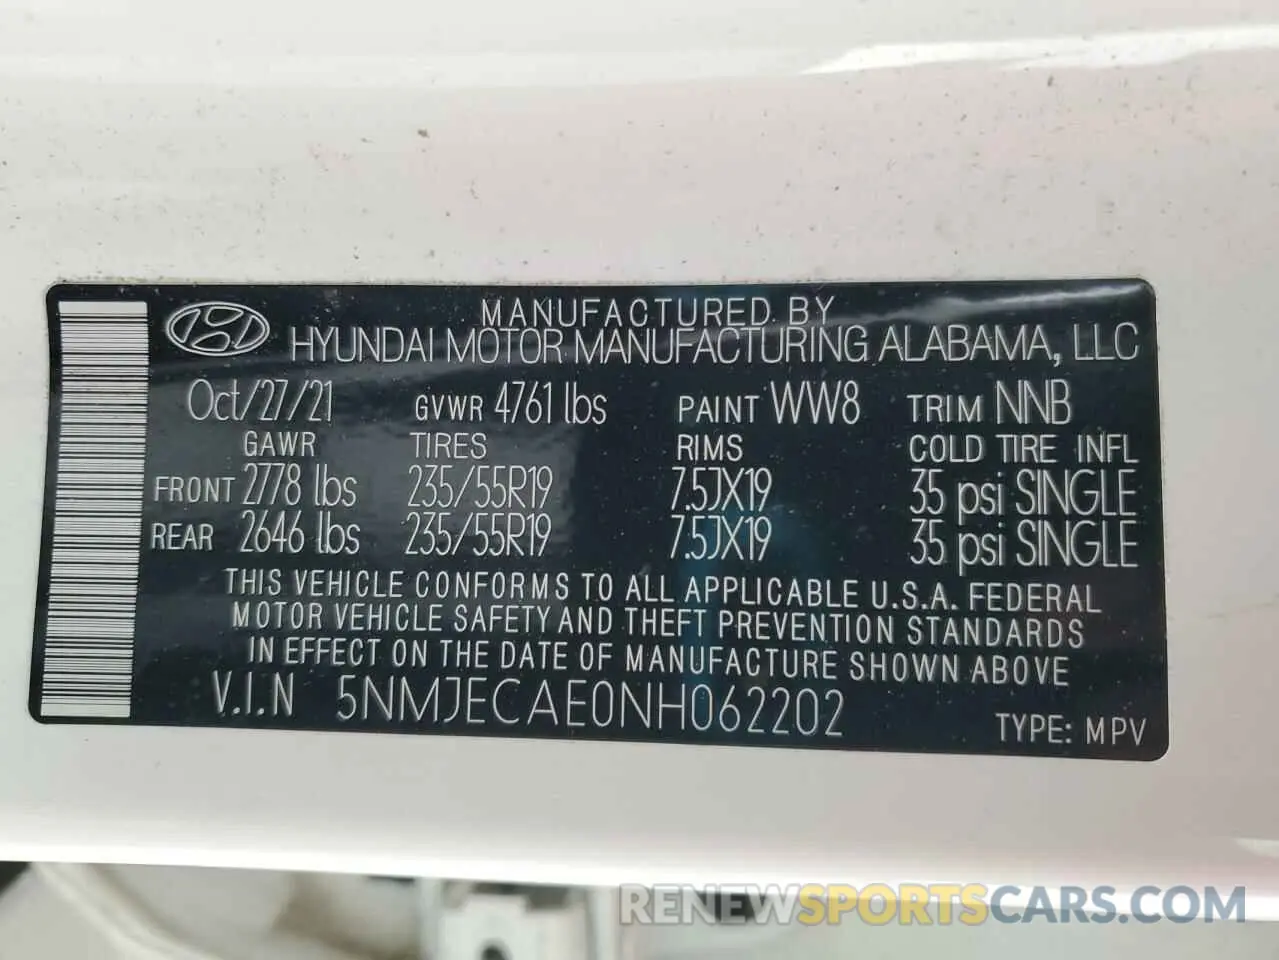 MANUFACTURED BY
HYUNDAI MOTOR MANUFACTURING ALABAMA, LLC
Oct/27/21 GVWR 4761 lbs PAINT WW8 TRIM NNB
GAWR TIRES RIMS COLD TIRE INFL
FRONT 2778 lbs 235/55R19 7.5JX19 35 psi SINGLE
REAR 2646 lbs 235/55R19 7.5JX19 35 psi SINGLE
THIS VEHICLE CONFORMS TO ALL APPLICABLE U.S.A. FEDERAL
MOTOR VEHICLE SAFETY AND THEFT PREVENTION STANDARDS
IN EFFECT ON THE DATE OF MANUFACTURE SHOWN ABOVE
V.I.N 5NMJECAE0NH062202
TYPE: MPV
RENEWSPORTSCARS.COM